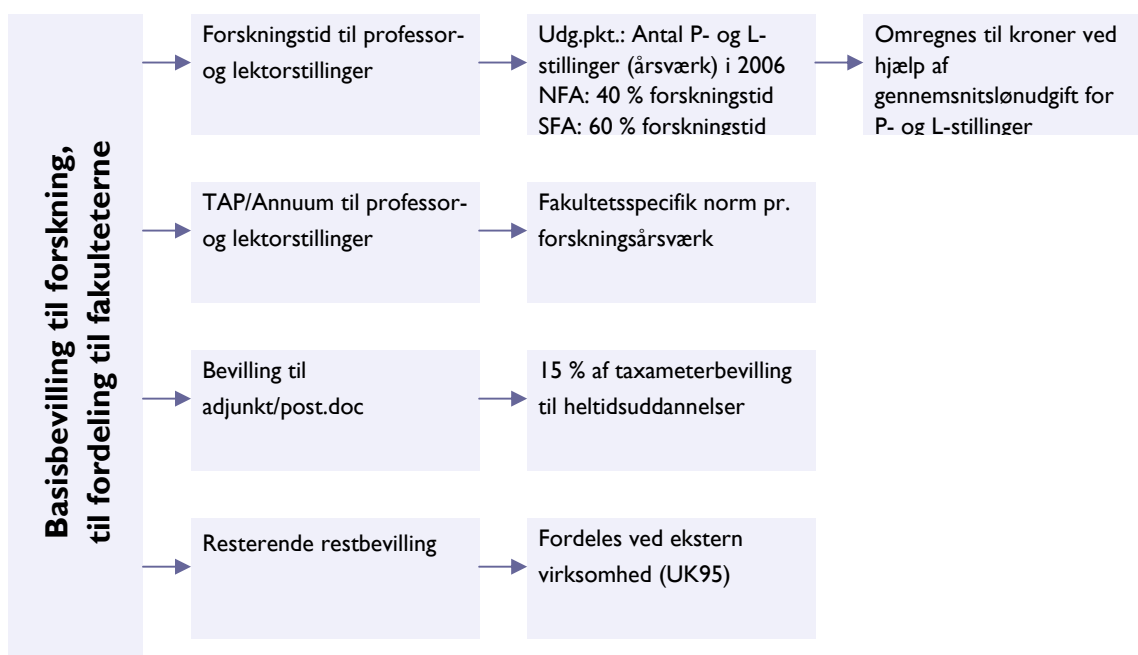 Basisbevilling til forskning,
til fordeling til fakulteterne
Forskningstid til professor-
og lektorstillinger
Udg.pkt.: Antal P- og L-
stillinger (årsværk) i 2006
NFA: 40 % forskningstid
SFA: 60 % forskningstid
Omregnes til kroner ved
hjælp af
gennemsnitslønudgift for
P- og L-stillinger
TAP/Annuum til professor-
og lektorstillinger
Fakultetsspecifik norm pr.
forskningsårsværk
Bevilling til
adjunkt/post.doc
15 % af taxameterbevilling
til heltidsuddannelser
Resterende restbevilling
Fordeles ved ekstern
virksomhed (UK95)